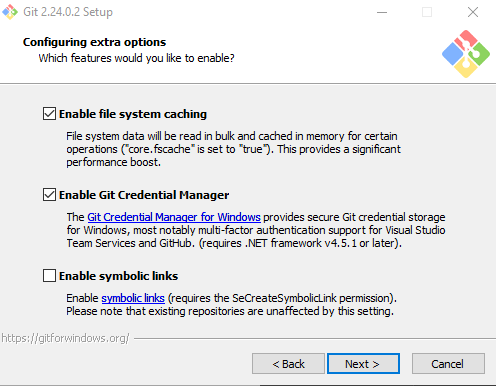 Git 2.24.0.2 Setup
Configuring extra options
Which features would you like to enable?
Enable file system caching
File system data will be read in bulk and cached in memory for certain
operations ("core.fscache" is set to "true"). This provides a significant
performance boost.
Enable Git Credential Manager
The Git Credential Manager for Windows provides secure Git credential storage
for Windows, most notably multi-factor authentication support for Visual Studio
Team Services and GitHub. (requires .NET framework v4.5.1 or later).
Enable symbolic links
Enable symbolic links (requires the SeCreateSymbolicLink permission).
Please note that existing repositories are unaffected by this setting.
https://gitforwindows.org/
< Back Next > Cancel